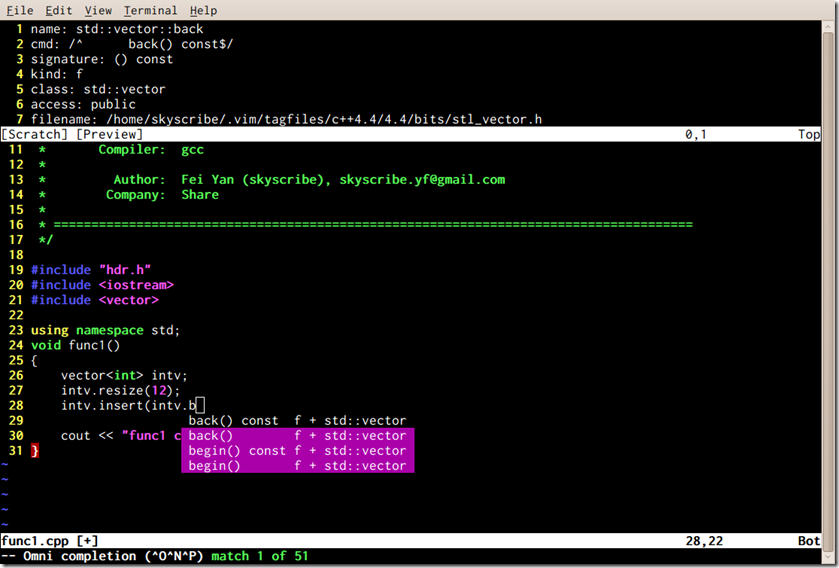 File Edit View Terminal Help
1 name: std::vector::back
2 cmd: /^      back() const$/
3 signature: () const
4 kind: f
5 class: std::vector
6 access: public
7 filename: /home/skyscribe/.vim/tagfiles/c++4.4/4.4/bits/stl_vector.h
[Scratch] [Preview] 0,1 Top
11 *       Compiler:  gcc
12 *
13 *         Author:  Fei Yan (skyscribe), skyscribe.yf@gmail.com
14 *        Company:  Share
15 *
16 * =====================================================================================
17 */
18
19 #include "hdr.h"
20 #include <iostream>
21 #include <vector>
22
23 using namespace std;
24 void func1()
25 {
26     vector<int> intv;
27     intv.resize(12);
28     intv.insert(intv.b
29 back() const  f + std::vector
30     cout << "func1 c back()        f + std::vector
31 } begin() const f + std::vector
~ begin()       f + std::vector
~
~
~
~
func1.cpp [+] 28,22 Bot
-- Omni completion (^O^N^P) match 1 of 51